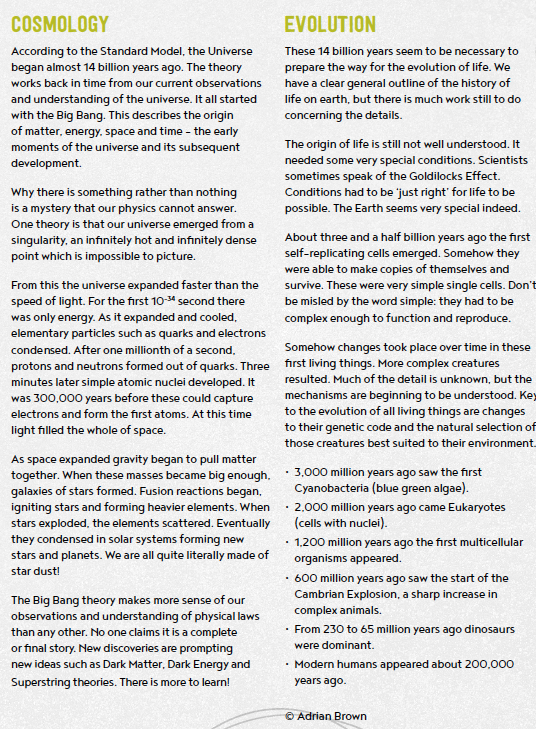 COSMOLOGY
According to the Standard Model, the Universe
began almost 14 billion years ago. The theory
works back in time from our current observations
and understanding of the universe. It all started
with the Big Bang. This describes the origin
of matter, energy, space and time – the early
moments of the universe and its subsequent
development.
Why there is something rather than nothing
is a mystery that our physics cannot answer.
One theory is that our universe emerged from a
singularity, an infinitely hot and infinitely dense
point which is impossible to picture.
From this the universe expanded faster than the
speed of light. For the first 10⁻³⁴ second there
was only energy. As it expanded and cooled,
elementary particles such as quarks and electrons
condensed. After one millionth of a second,
protons and neutrons formed out of quarks. Three
minutes later simple atomic nuclei developed. It
was 300,000 years before these could capture
electrons and form the first atoms. At this time
light filled the whole of space.
As space expanded gravity began to pull matter
together. When these masses became big enough,
galaxies of stars formed. Fusion reactions began,
igniting stars and forming heavier elements. When
stars exploded, the elements scattered. Eventually
they condensed in solar systems forming new
stars and planets. We are all quite literally made of
star dust!
The Big Bang theory makes more sense of our
observations and understanding of physical laws
than any other. No one claims it is a complete
or final story. New discoveries are prompting
new ideas such as Dark Matter, Dark Energy and
Superstring theories. There is more to learn!
EVOLUTION
These 14 billion years seem to be necessary to
prepare the way for the evolution of life. We
have a clear general outline of the history of
life on earth, but there is much work still to do
concerning the details.
The origin of life is still not well understood. It
needed some very special conditions. Scientists
sometimes speak of the Goldilocks Effect.
Conditions had to be 'just right' for life to be
possible. The Earth seems very special indeed.
About three and a half billion years ago the first
self-replicating cells emerged. Somehow they
were able to make copies of themselves and
survive. These were very simple single cells. Don't
be misled by the word simple: they had to be
complex enough to function and reproduce.
Somehow changes took place over time in these
first living things. More complex creatures
resulted. Much of the detail is unknown, but the
mechanisms are beginning to be understood. Key
to the evolution of all living things are changes
to their genetic code and the natural selection of
those creatures best suited to their environment.
· 3,000 million years ago saw the first
Cyanobacteria (blue green algae).
· 2,000 million years ago came Eukaryotes
(cells with nuclei).
· 1,200 million years ago the first multicellular
organisms appeared.
· 600 million years ago saw the start of the
Cambrian Explosion, a sharp increase in
complex animals.
· From 230 to 65 million years ago dinosaurs
were dominant.
· Modern humans appeared about 200,000
years ago.
© Adrian Brown